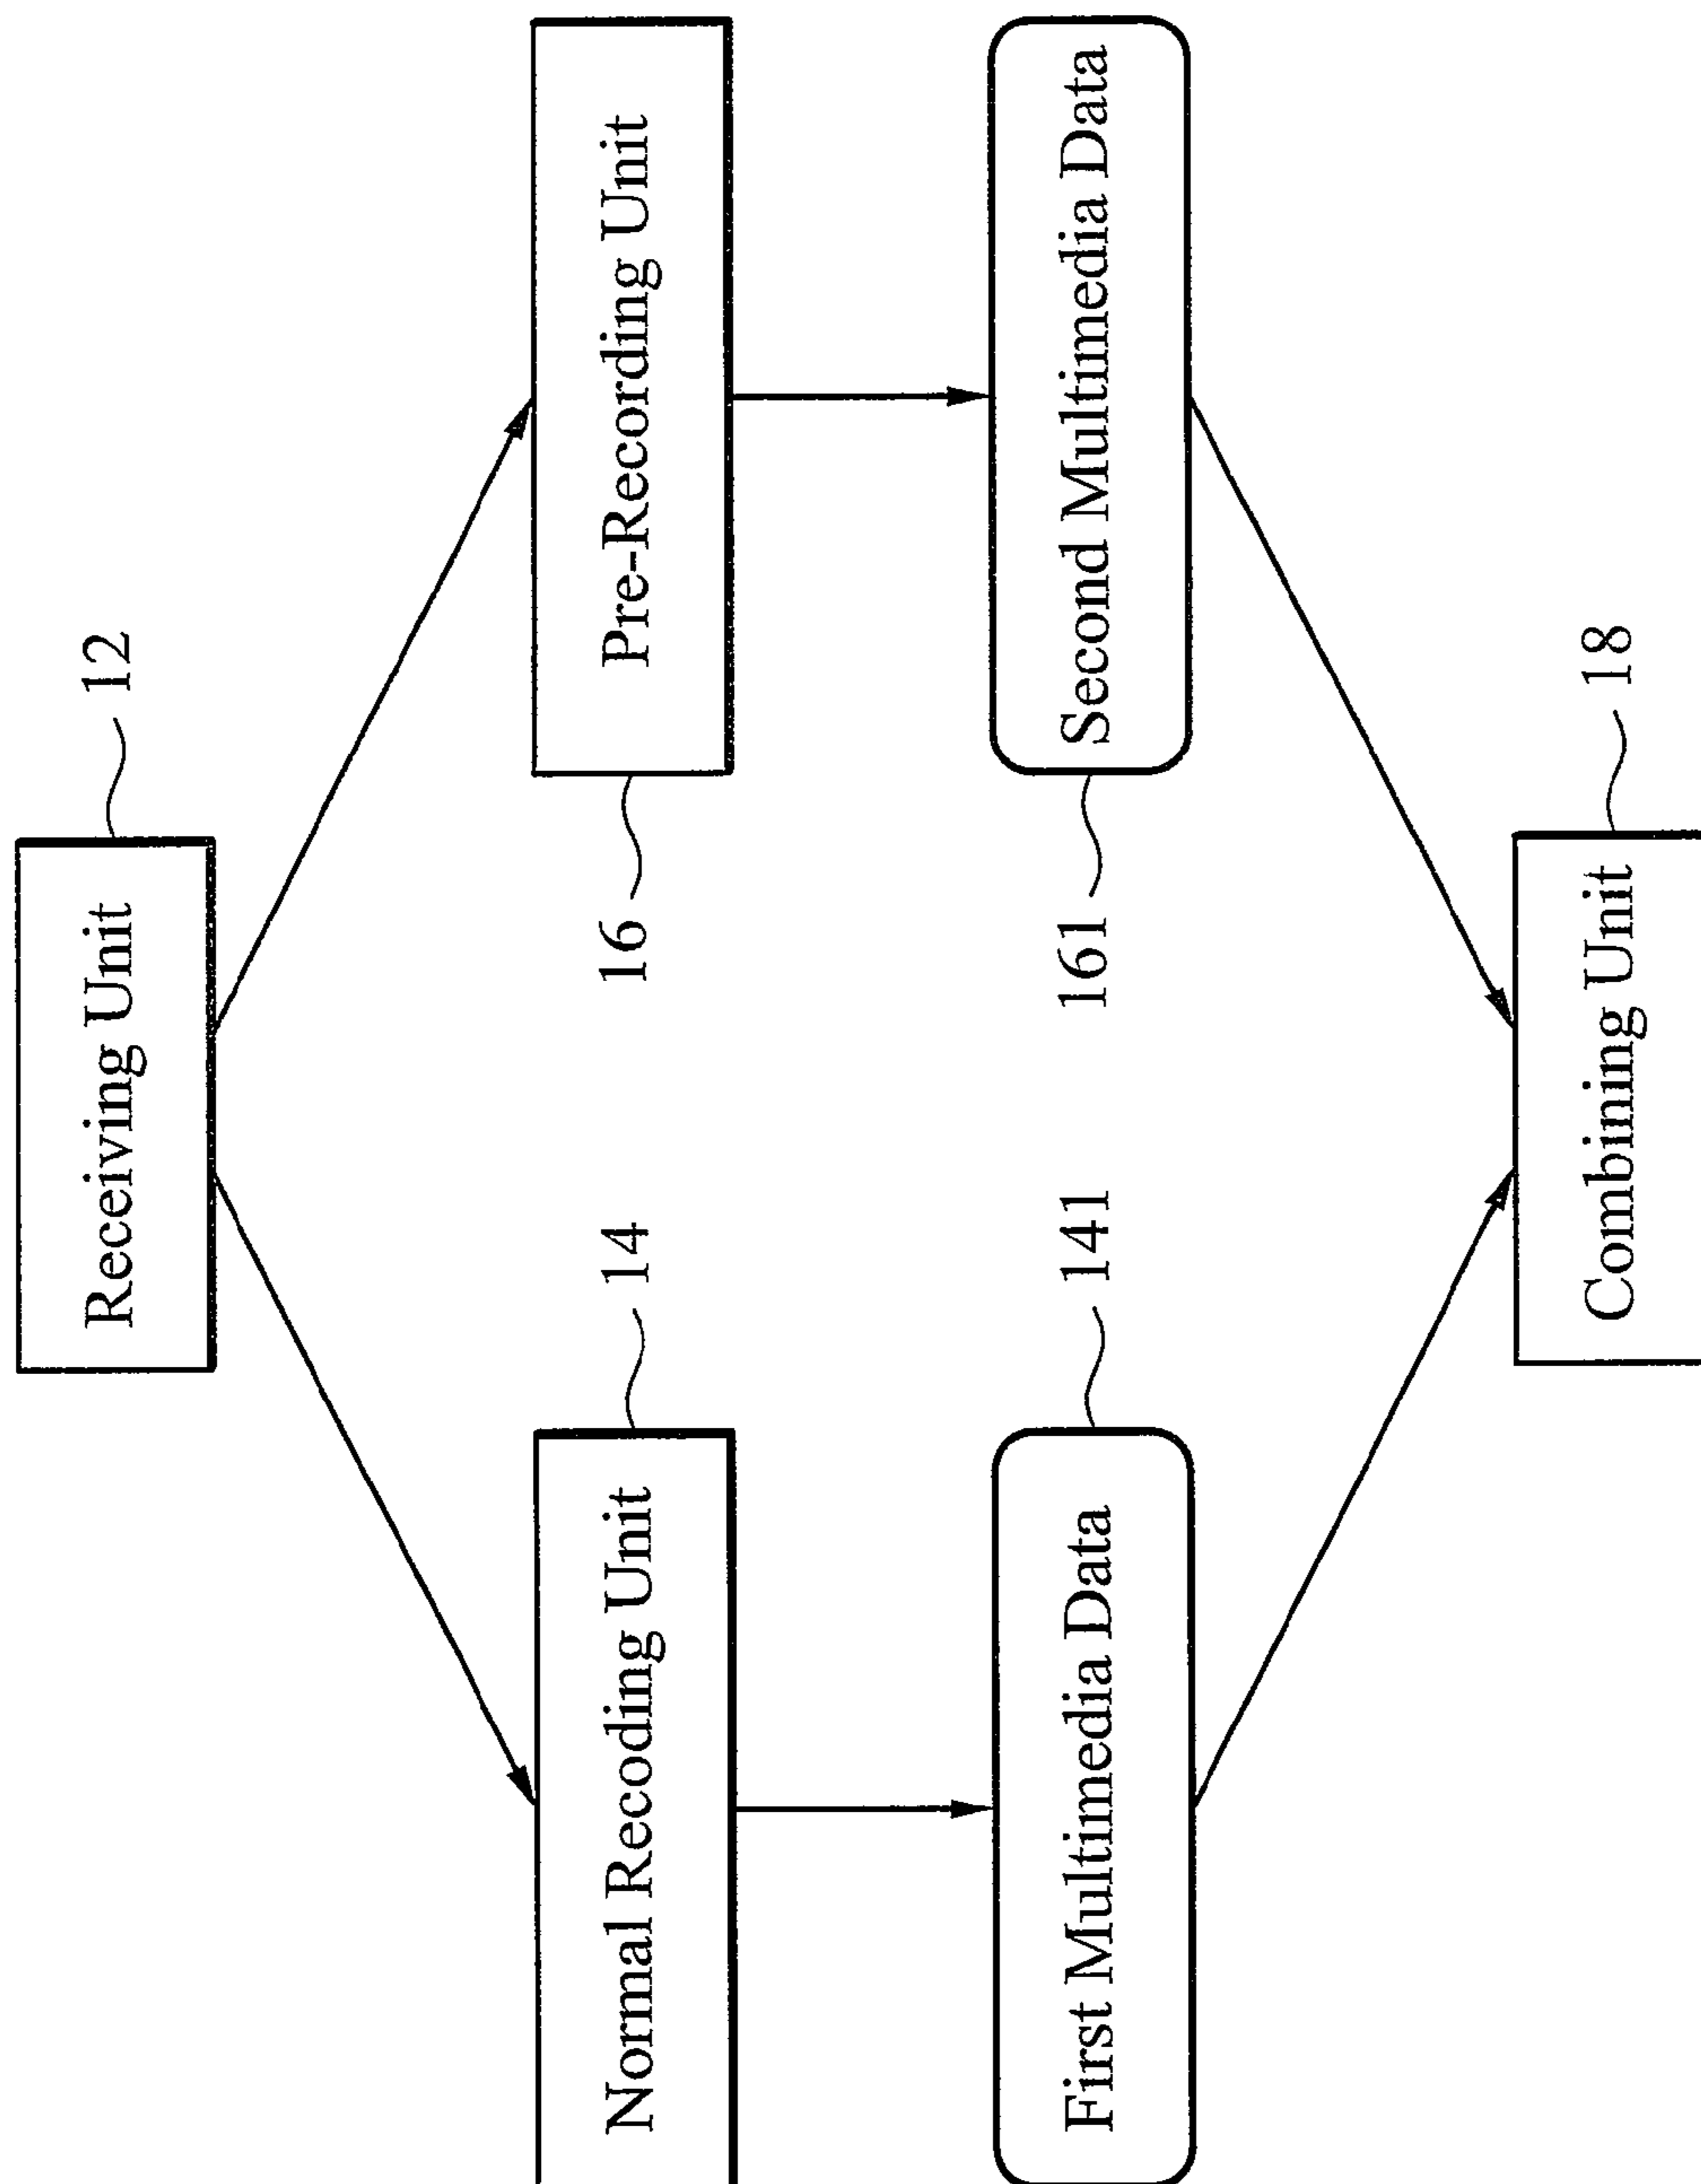 Receiving Unit
12
Normal Recoding Unit
14
Pre-Recording Unit
16
First Multimedia Data
141
Second Multimedia Data
161
Combining Unit
18